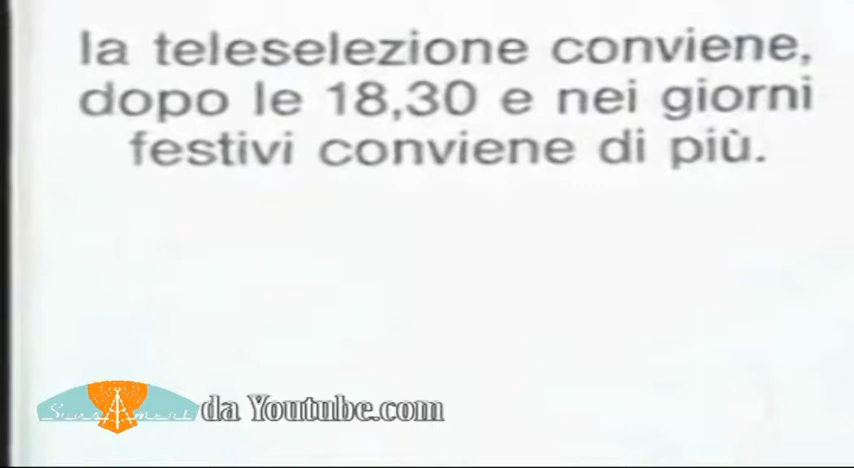 la teleselezione conviene,
dopo le 18,30 e nei giorni
festivi conviene di più.
da Youtube.com